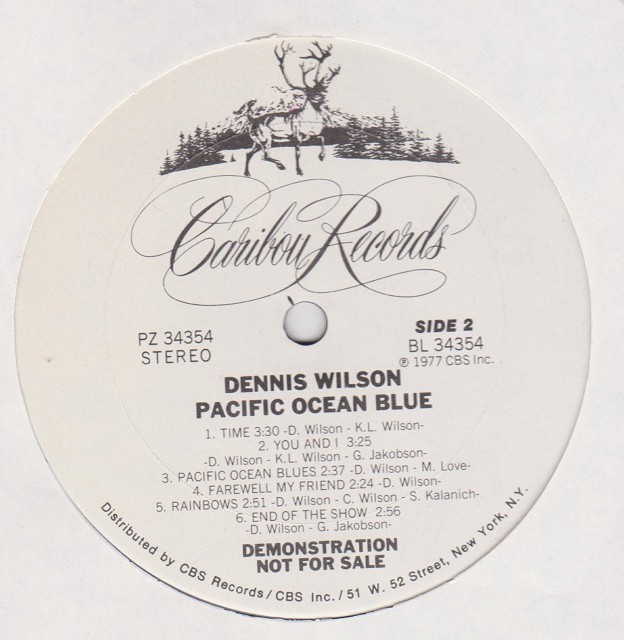 Caribou Records
PZ 34354
STEREO
SIDE 2
BL 34354
℗ 1977 CBS Inc.
DENNIS WILSON
PACIFIC OCEAN BLUE
1. TIME 3:30 -D. Wilson - K.L. Wilson-
2. YOU AND I 3:25
-D. Wilson - K.L. Wilson - G. Jakobson-
3. PACIFIC OCEAN BLUES 2:37 -D. Wilson - M. Love-
4. FAREWELL MY FRIEND 2:24 -D. Wilson-
5. RAINBOWS 2:51 -D. Wilson - C. Wilson - S. Kalanich-
6. END OF THE SHOW 2:56
-D. Wilson - G. Jakobson-
DEMONSTRATION
NOT FOR SALE
Distributed by CBS Records/CBS Inc./51 W. 52 Street, New York, N.Y.